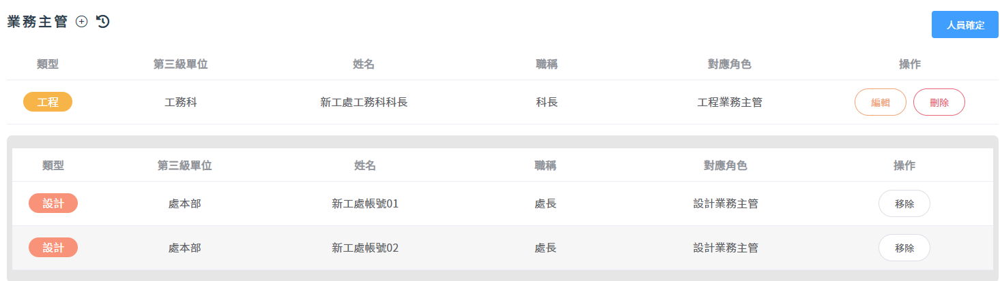 業務主管
人員確定
類型 第三級單位 姓名 職稱 對應角色 操作
工程 工務科 新工處工務科科長 科長 工程業務主管 編輯 刪除
類型 第三級單位 姓名 職稱 對應角色 操作
設計 處本部 新工處帳號01 處長 設計業務主管 移除
設計 處本部 新工處帳號02 處長 設計業務主管 移除